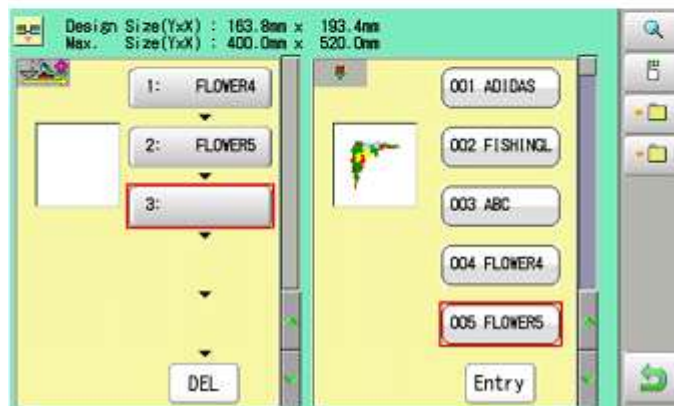 Design Size(YxX) : 163.8mm x 193.4mm
Max. Size(YxX) : 400.0mm x 520.0mm
1: FLOWER4
2: FLOWER5
3:
DEL
001 ADIDAS
002 FISHINGL
003 ABC
004 FLOWER4
005 FLOWER5
Entry